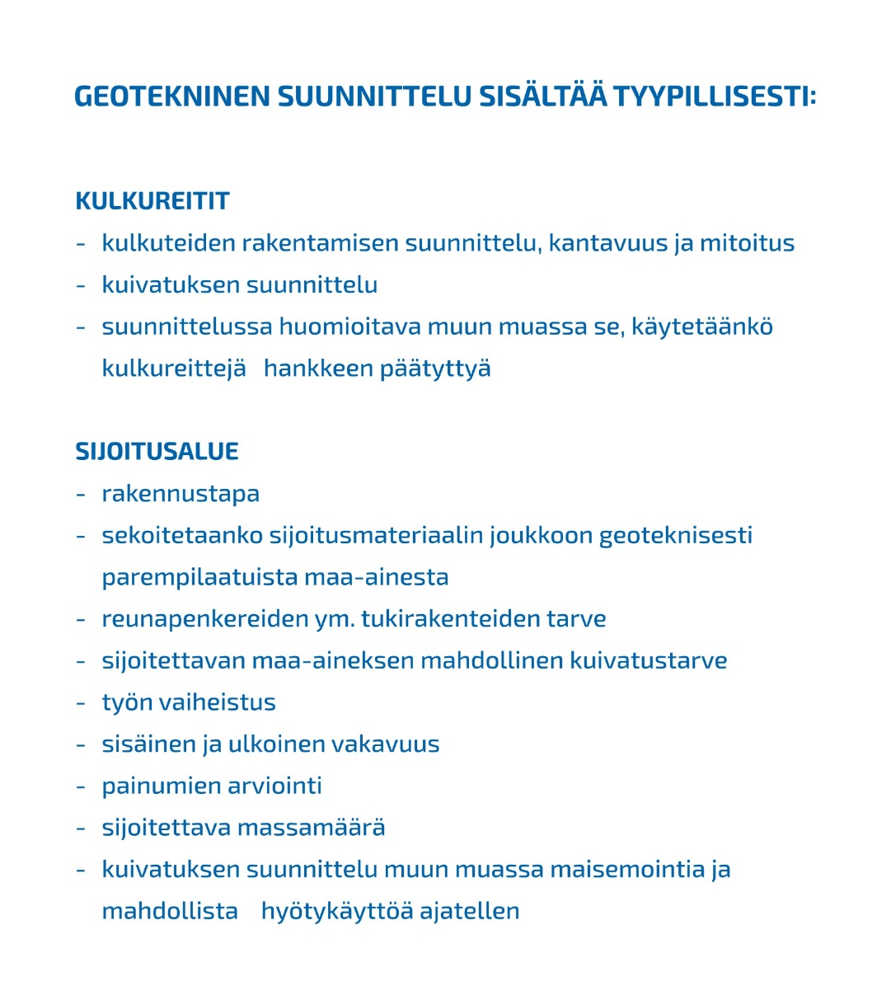 GEOTEKNINEN SUUNNITTELU SISÄLTÄÄ TYYPILLISESTI:
KULKUREITIT
- kulkuteiden rakentamisen suunnittelu, kantavuus ja mitoitus
- kuivatuksen suunnittelu
- suunnittelussa huomioitava muun muassa se, käytetäänkö
kulkureittejä hankkeen päätyttyä
SIJOITUSALUE
- rakennustapa
- sekoitetaanko sijoitusmateriaalin joukkoon geoteknisesti
parempilaatuista maa-ainesta
- reunapenkereiden ym. tukirakenteiden tarve
- sijoitettavan maa-aineksen mahdollinen kuivatustarve
- työn vaiheistus
- sisäinen ja ulkoinen vakavuus
- painumien arviointi
- sijoitettava massamäärä
- kuivatuksen suunnittelu muun muassa maisemointia ja
mahdollista hyötykäyttöä ajatellen